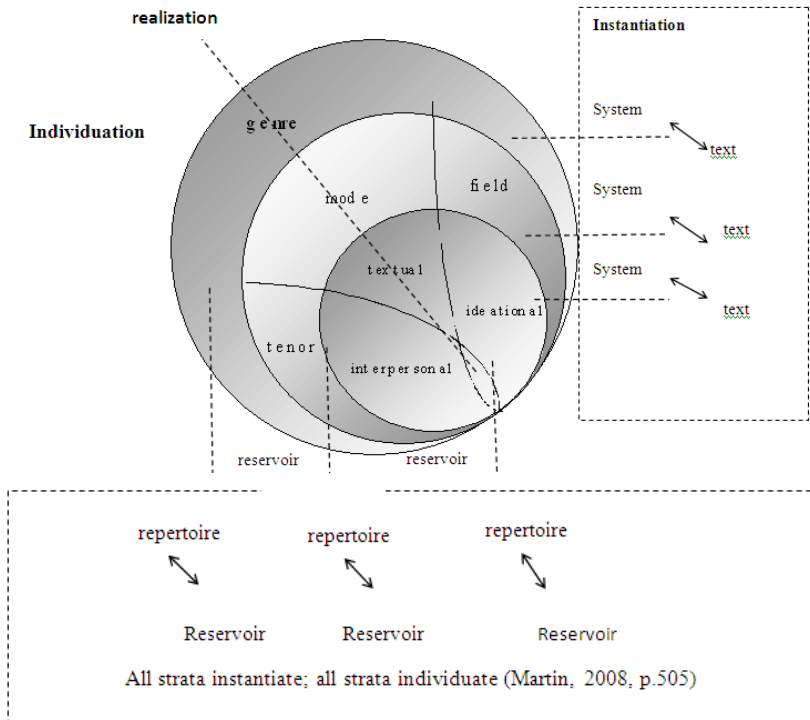 realization
Instantiation
System
genre
Individuation
text
field
mode
System
text
textual
System
ideational
text
tenor
interpersonal
reservoir reservoir
repertoire repertoire repertoire
Reservoir Reservoir Reservoir
All strata instantiate; all strata individuate (Martin, 2008, p.505)